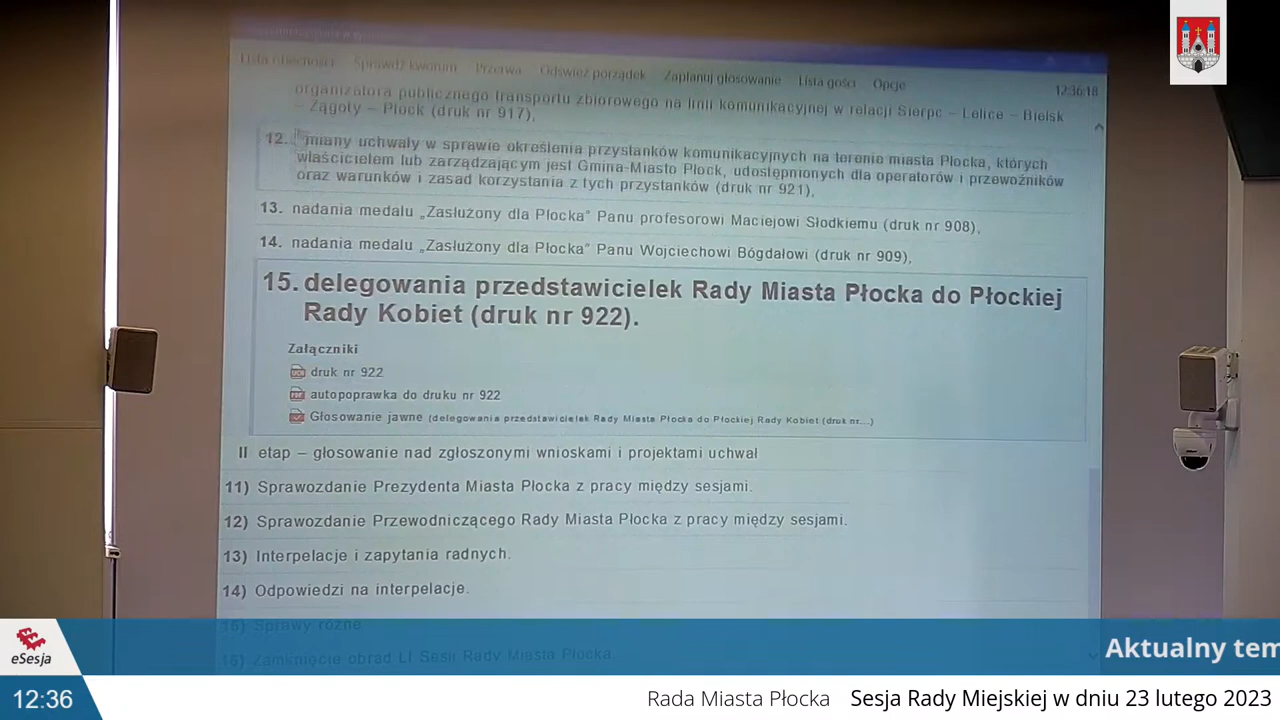 Lista obecności Sprawdź kworum Przerwa Odśwież porządek Zaplanuj głosowanie Lista gości Opcje 12:36:18
organizatora publicznego transportu zbiorowego na linii komunikacyjnej w relacji Sierpc – Lelice – Bielsk
– Zągoty – Płock (druk nr 917),
12. miany uchwały w sprawie określenia przystanków komunikacyjnych na terenie miasta Płocka, których
właścicielem lub zarządzającym jest Gmina-Miasto Płock, udostępnionych dla operatorów i przewoźników
oraz warunków i zasad korzystania z tych przystanków (druk nr 921),
13. nadania medalu „Zasłużony dla Płocka” Panu profesorowi Maciejowi Słodkiemu (druk nr 908),
14. nadania medalu „Zasłużony dla Płocka” Panu Wojciechowi Bógdałowi (druk nr 909),
15. delegowania przedstawicielek Rady Miasta Płocka do Płockiej
Rady Kobiet (druk nr 922).
Załączniki
druk nr 922
autopoprawka do druku nr 922
Głosowanie jawne (delegowania przedstawicielek Rady Miasta Płocka do Płockiej Rady Kobiet (druk nr...)
II etap – głosowanie nad zgłoszonymi wnioskami i projektami uchwał
11) Sprawozdanie Prezydenta Miasta Płocka z pracy między sesjami.
12) Sprawozdanie Przewodniczącego Rady Miasta Płocka z pracy między sesjami.
13) Interpelacje i zapytania radnych.
14) Odpowiedzi na interpelacje.
15) Sprawy różne
16) Zamknięcie obrad LI Sesji Rady Miasta Płocka.
eSesja
Aktualny tem
12:36
Rada Miasta Płocka Sesja Rady Miejskiej w dniu 23 lutego 2023